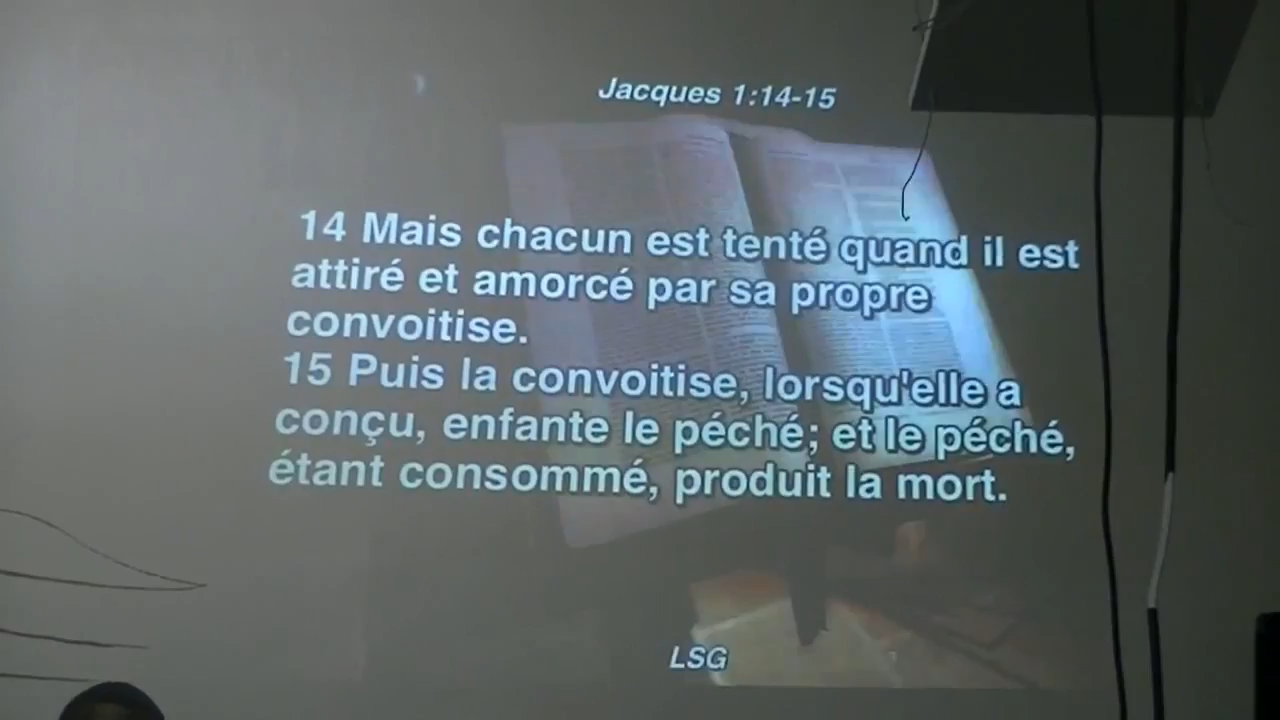 Jacques 1:14-15
14 Mais chacun est tenté quand il est
attiré et amorcé par sa propre
convoitise.
15 Puis la convoitise, lorsqu'elle a
conçu, enfante le péché; et le péché,
étant consommé, produit la mort.
LSG